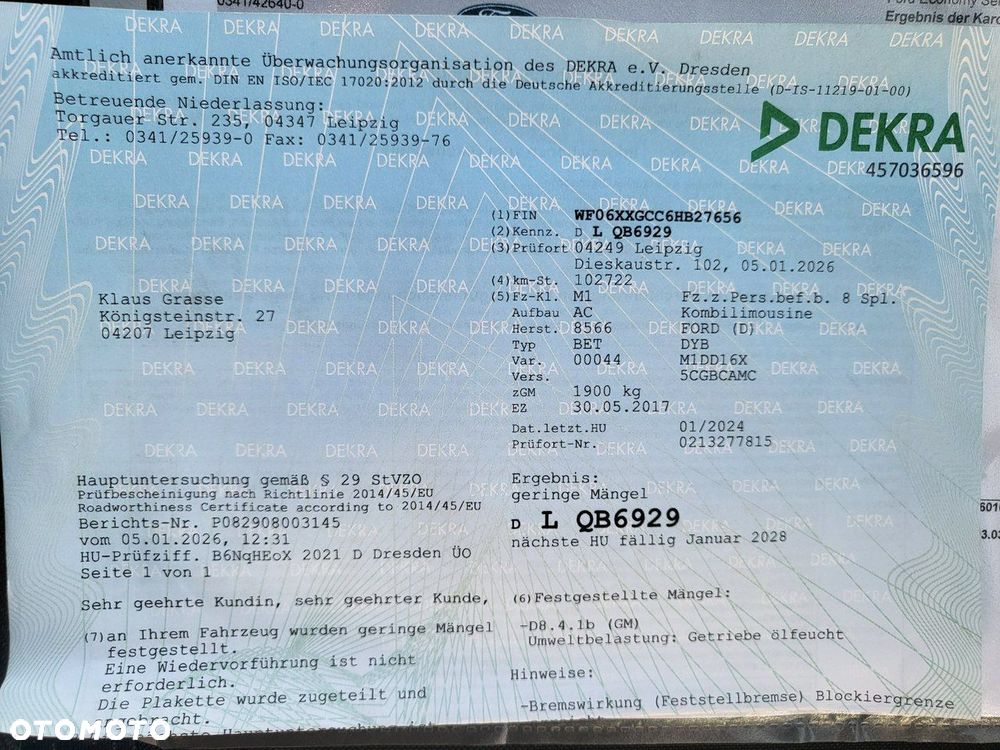 0341/42640-0
Ergebnis der
Amtlich anerkannte Überwachungsorganisation des DEKRA e.V. Dresden
akkreditiert gem. DIN EN ISO/IEC 17020:2012 durch die Deutsche Akkreditierungsstelle (D-IS-11219-01-00)
Betreuende Niederlassung:
Torgauer Str. 235, 04347 Leipzig
Tel.: 0341/25939-0 Fax: 0341/25939-76
DEKRA
457036596
(1) FIN WF06XXGCC6HB27656
(2) Kennz. D L QB6929
(3) Prüfort 04249 Leipzig
Dieskaustr. 102, 05.01.2026
(4) km-St. 102722
(5) Fz-Kl. M1 Fz.z.Pers.bef.b. 8 Spl.
Aufbau AC Kombilimousine
Herst. 8566 FORD (D)
Typ BET DYB
Var. 00044 M1DD16X
Vers. 5CGBCAMC
zGM 1900 kg
EZ 30.05.2017
Dat.letzt.HU 01/2024
Prüfort-Nr. 0213277815
Klaus Grasse
Königsteinstr. 27
04207 Leipzig
Hauptuntersuchung gemäß § 29 StVZO
Prüfbescheinigung nach Richtlinie 2014/45/EU
Roadworthiness Certificate according to 2014/45/EU
Berichts-Nr. P082908003145
vom 05.01.2026, 12:31
HU-Prüfziff. B6NqHEoX 2021 D Dresden ÜO
Seite 1 von 1
Ergebnis:
geringe Mängel
D L QB6929
nächste HU fällig Januar 2028
Sehr geehrte Kundin, sehr geehrter Kunde,
(7) an Ihrem Fahrzeug wurden geringe Mängel
festgestellt.
Eine Wiedervorführung ist nicht
erforderlich.
Die Plakette wurde zugeteilt und
(6) Festgestellte Mängel:
-D8.4.1b (GM)
Umweltbelastung: Getriebe ölfeucht
Hinweise:
-Bremswirkung (Feststellbremse) Blockiergrenze
OTOMOTO